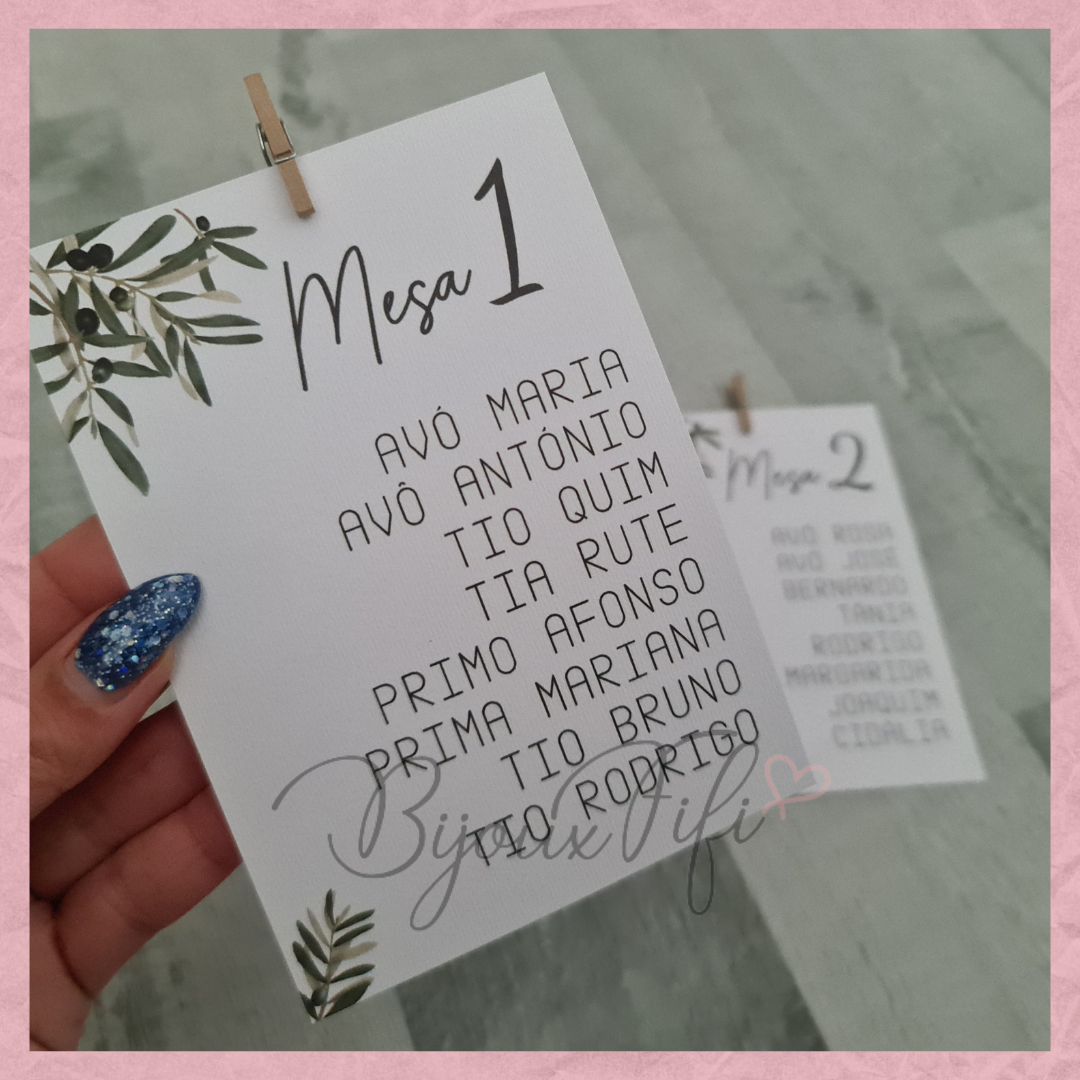 Mesa 1
AVÓ MARIA
AVÔ ANTÓNIO
TIO QUIM
TIA RUTE
PRIMO AFONSO
PRIMA MARIANA
TIO BRUNO
TIO RODRIGO
BijouxFifi
Mesa 2
AVÓ ROSA
AVÔ JOSÉ
BERNARDO
TANIA
RODRIGO
MARGARIDA
JOAQUIM
CIDALIA